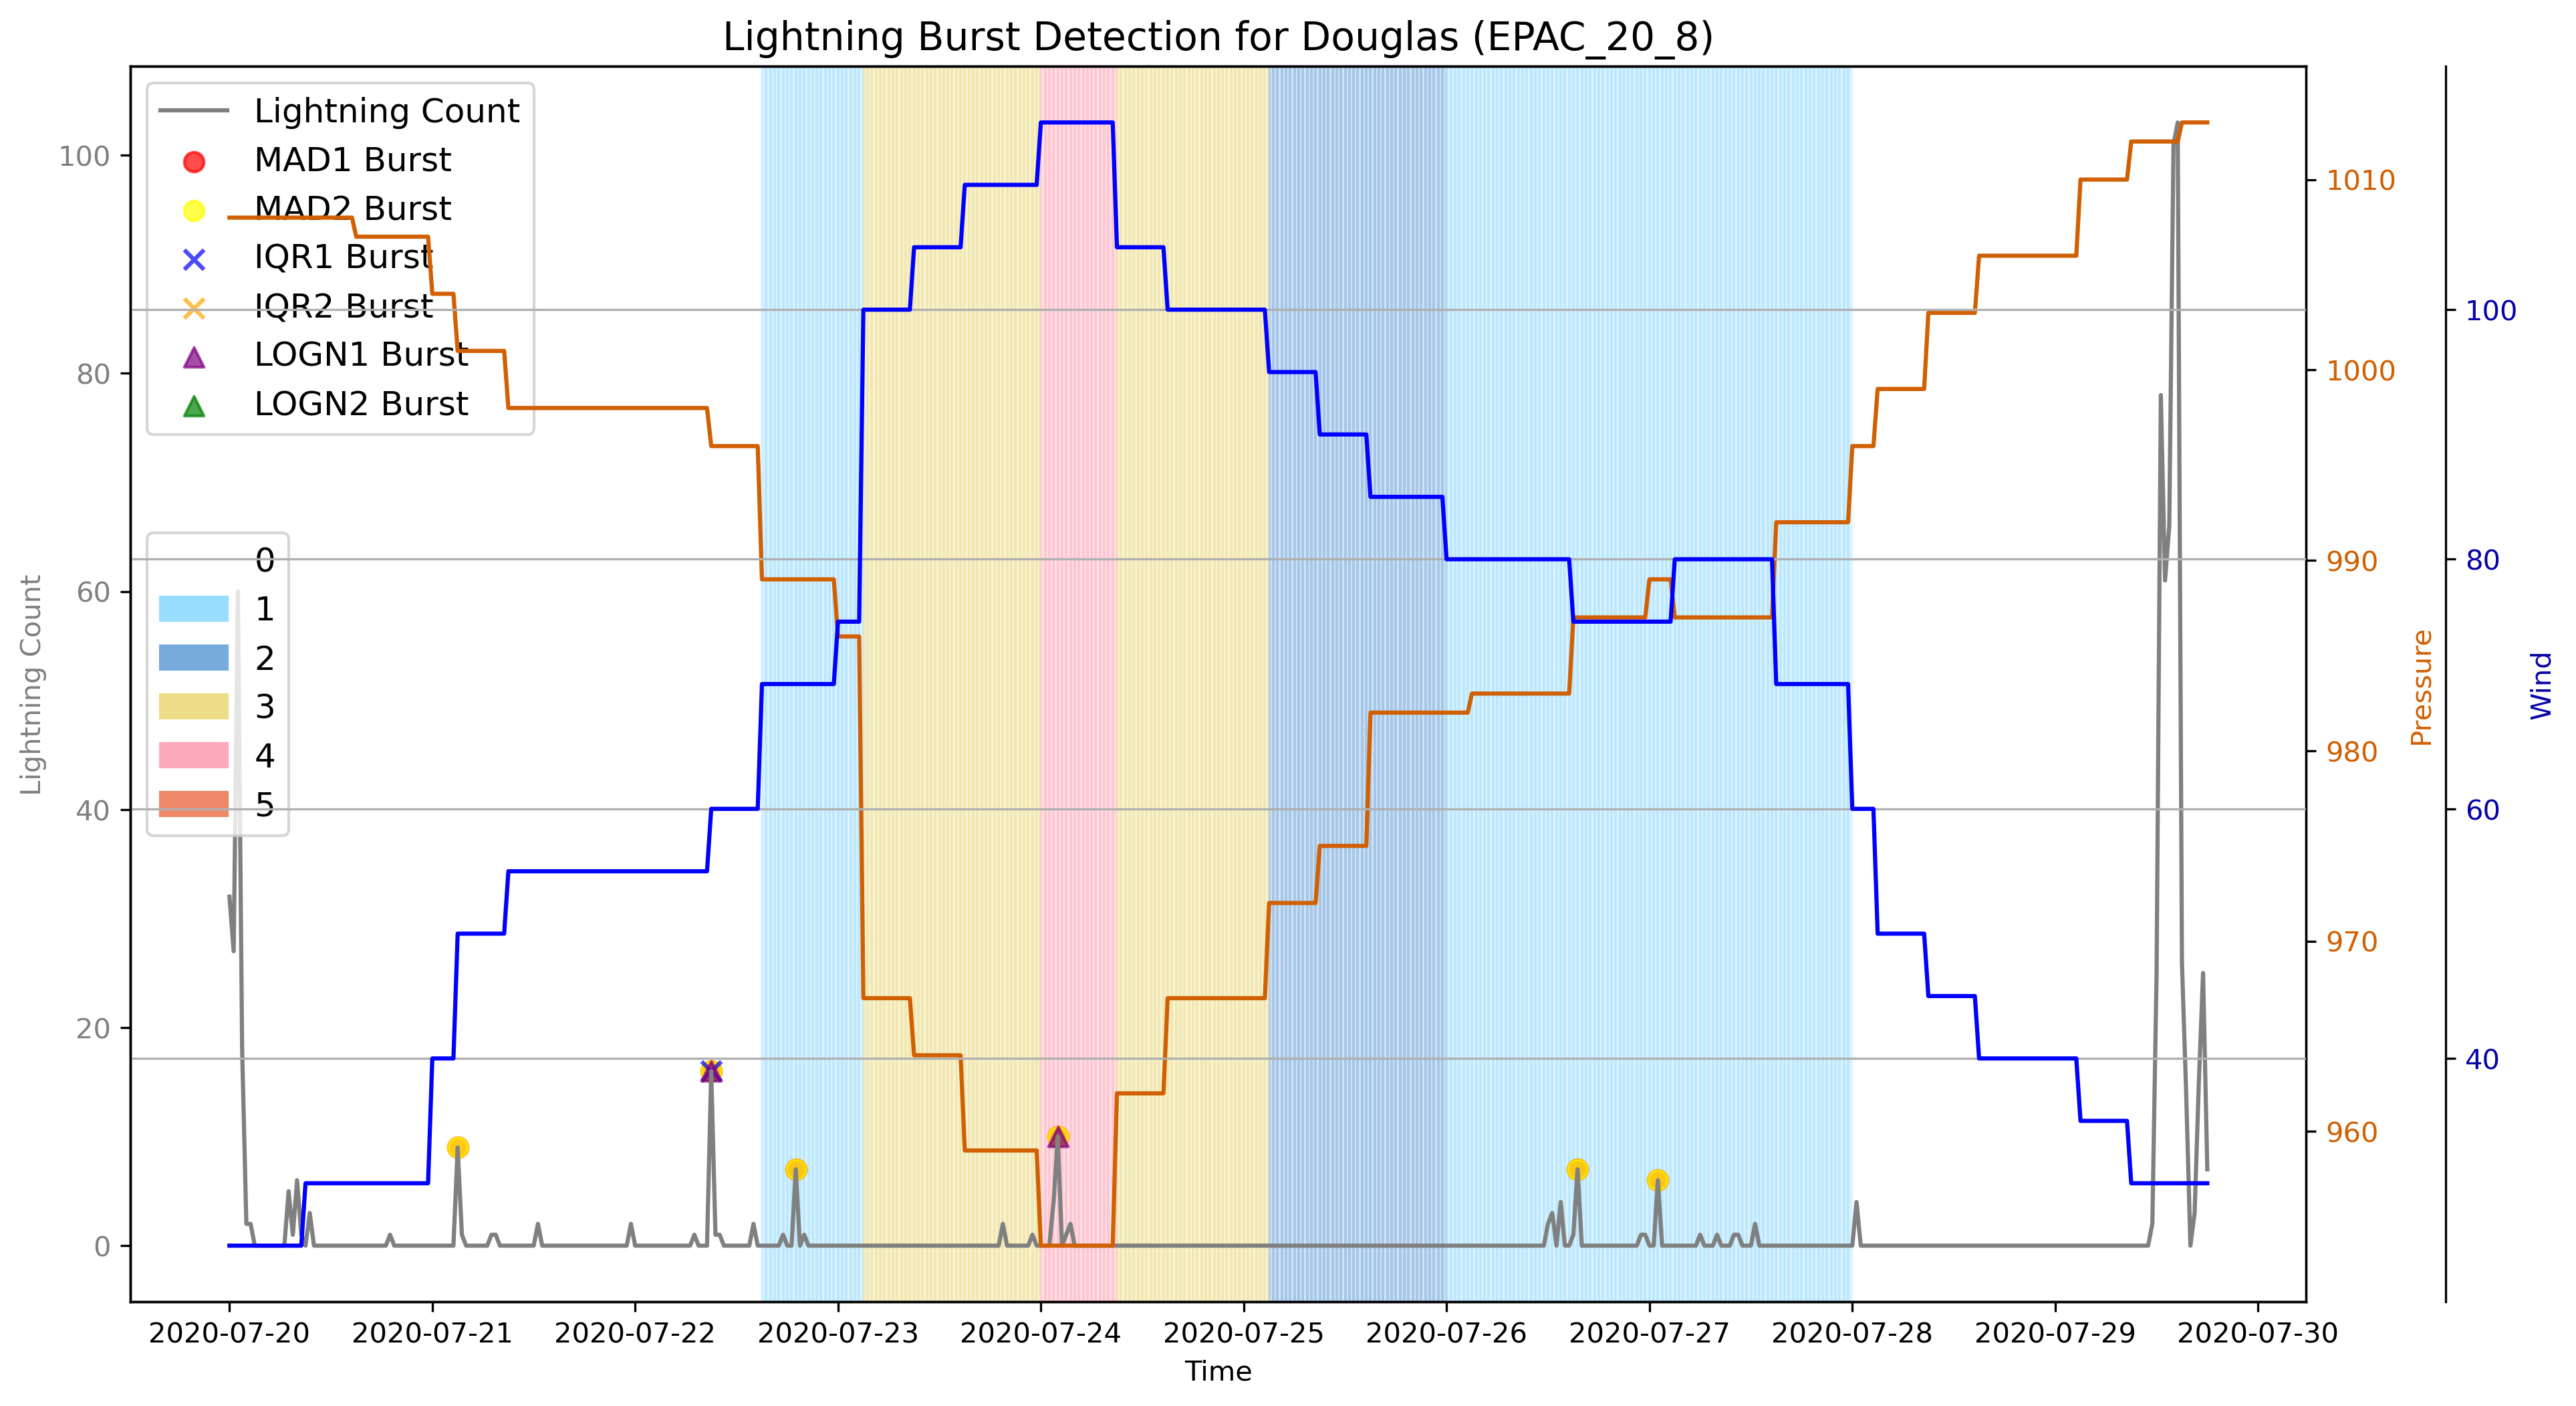 Lightning Burst Detection for Douglas (EPAC_20_8)
Lightning Count
MAD1 Burst
MAD2 Burst
IQR1 Burst
IQR2 Burst
LOGN1 Burst
LOGN2 Burst
0
1
2
3
4
5
Lightning Count
100
80
60
40
20
0
1010
1000
990
980
970
960
Pressure
100
80
60
40
Wind
2020-07-20 2020-07-21 2020-07-22 2020-07-23 2020-07-24 2020-07-25 2020-07-26 2020-07-27 2020-07-28 2020-07-29 2020-07-30
Time